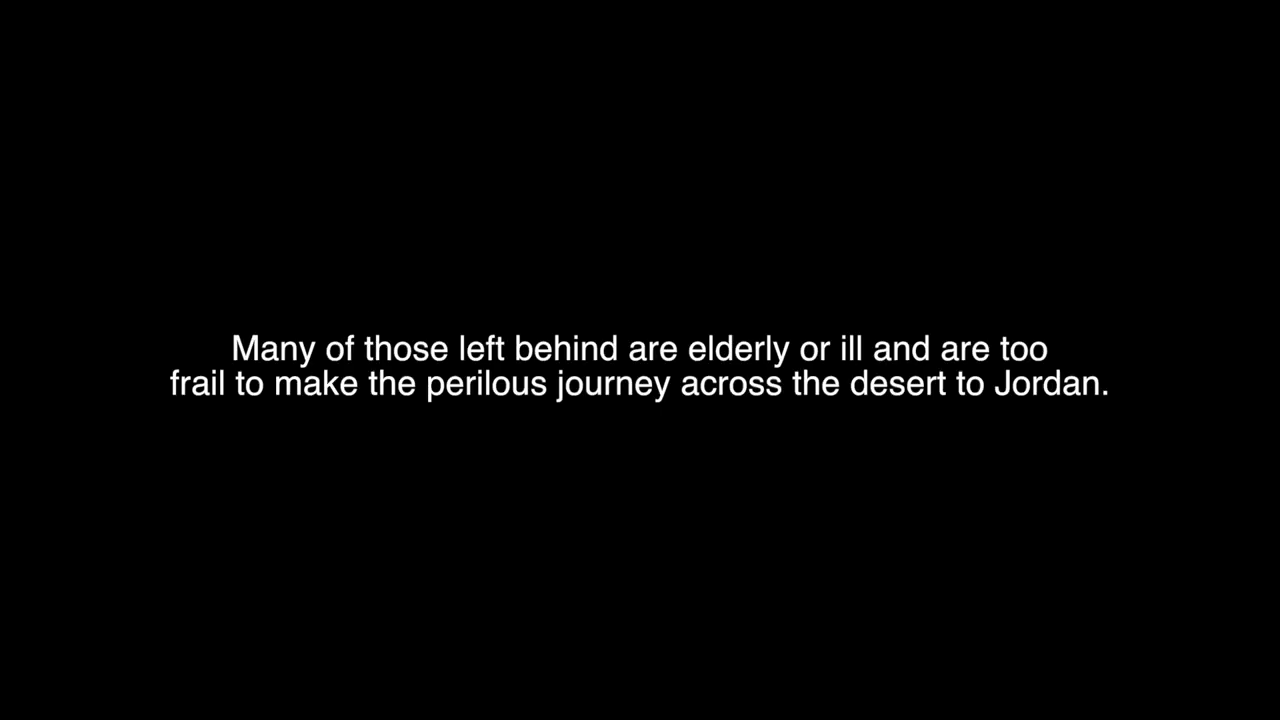 Many of those left behind are elderly or ill and are too
frail to make the perilous journey across the desert to Jordan.